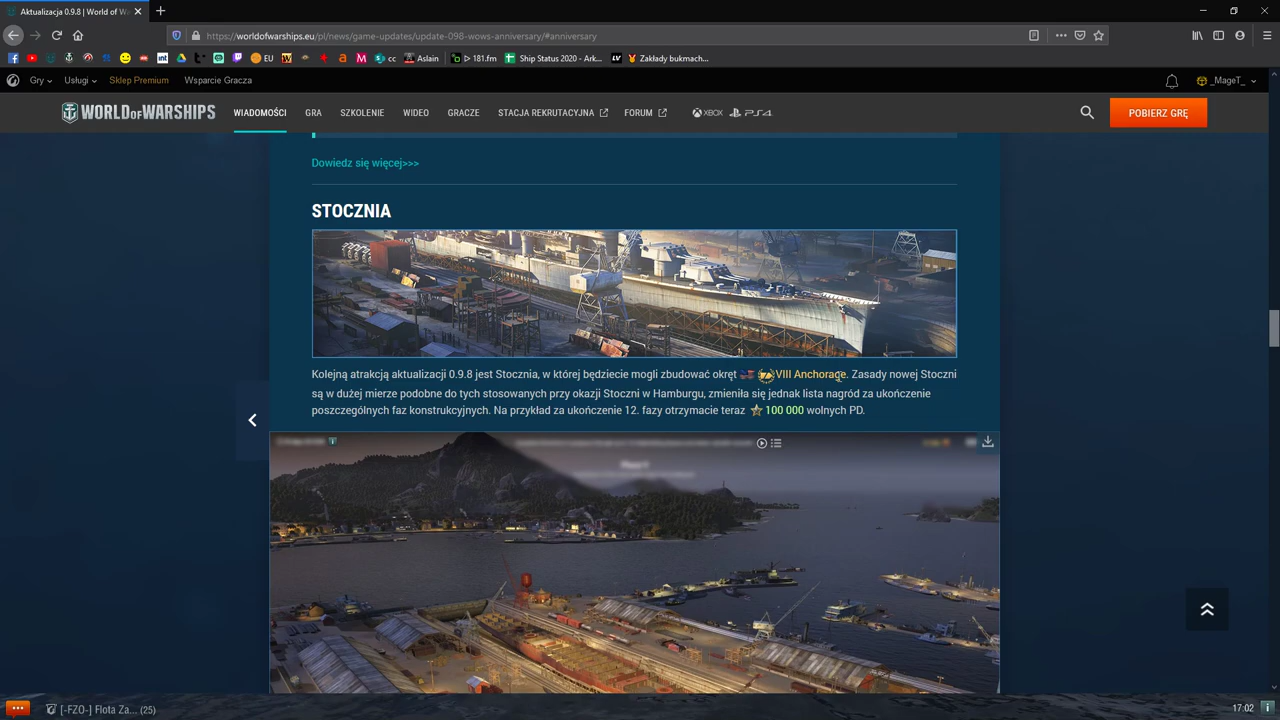 Aktualizacja 0.9.8 | World of Wa
https://worldofwarships.eu/pl/news/game-updates/update-098-wows-anniversary/#anniversary
EU
cc
Aslain
▷ 181.fm
Ship Status 2020 - Ark...
LV
Zakłady bukmach...
Gry
Usługi
Sklep Premium
Wsparcie Gracza
_MageT_
WORLD OF WARSHIPS
WIADOMOŚCI
GRA
SZKOLENIE
WIDEO
GRACZE
STACJA REKRUTACYJNA
FORUM
XBOX
PS4
POBIERZ GRĘ
Dowiedz się więcej>>>
STOCZNIA
Kolejną atrakcją aktualizacji 0.9.8 jest Stocznia, w której będziecie mogli zbudować okręt VIII Anchorage. Zasady nowej Stoczni
są w dużej mierze podobne do tych stosowanych przy okazji Stoczni w Hamburgu, zmieniła się jednak lista nagród za ukończenie
poszczególnych faz konstrukcyjnych. Na przykład za ukończenie 12. fazy otrzymacie teraz 100 000 wolnych PD.
[-FZO-] Flota Za... (25)
17:02